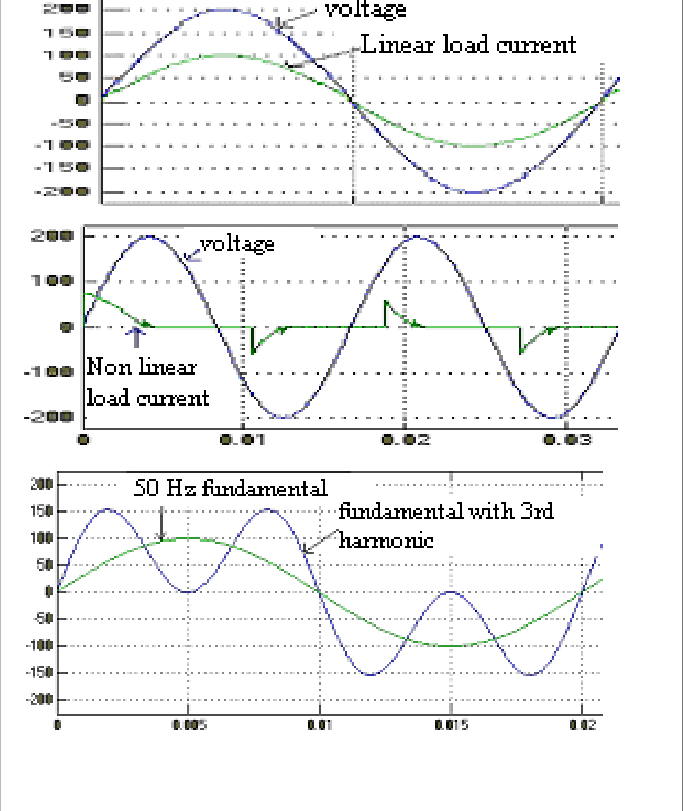 200
voltage
150
Linear load current
100
50
0
-50
-100
-150
-200
200
voltage
100
0
Non linear
load current
-100
-200
0 0.01 0.02 0.03
200
50 Hz fundamental
150
fundamental with 3rd
harmonic
100
50
0
-50
-100
-150
-200
0 0.005 0.01 0.015 0.02